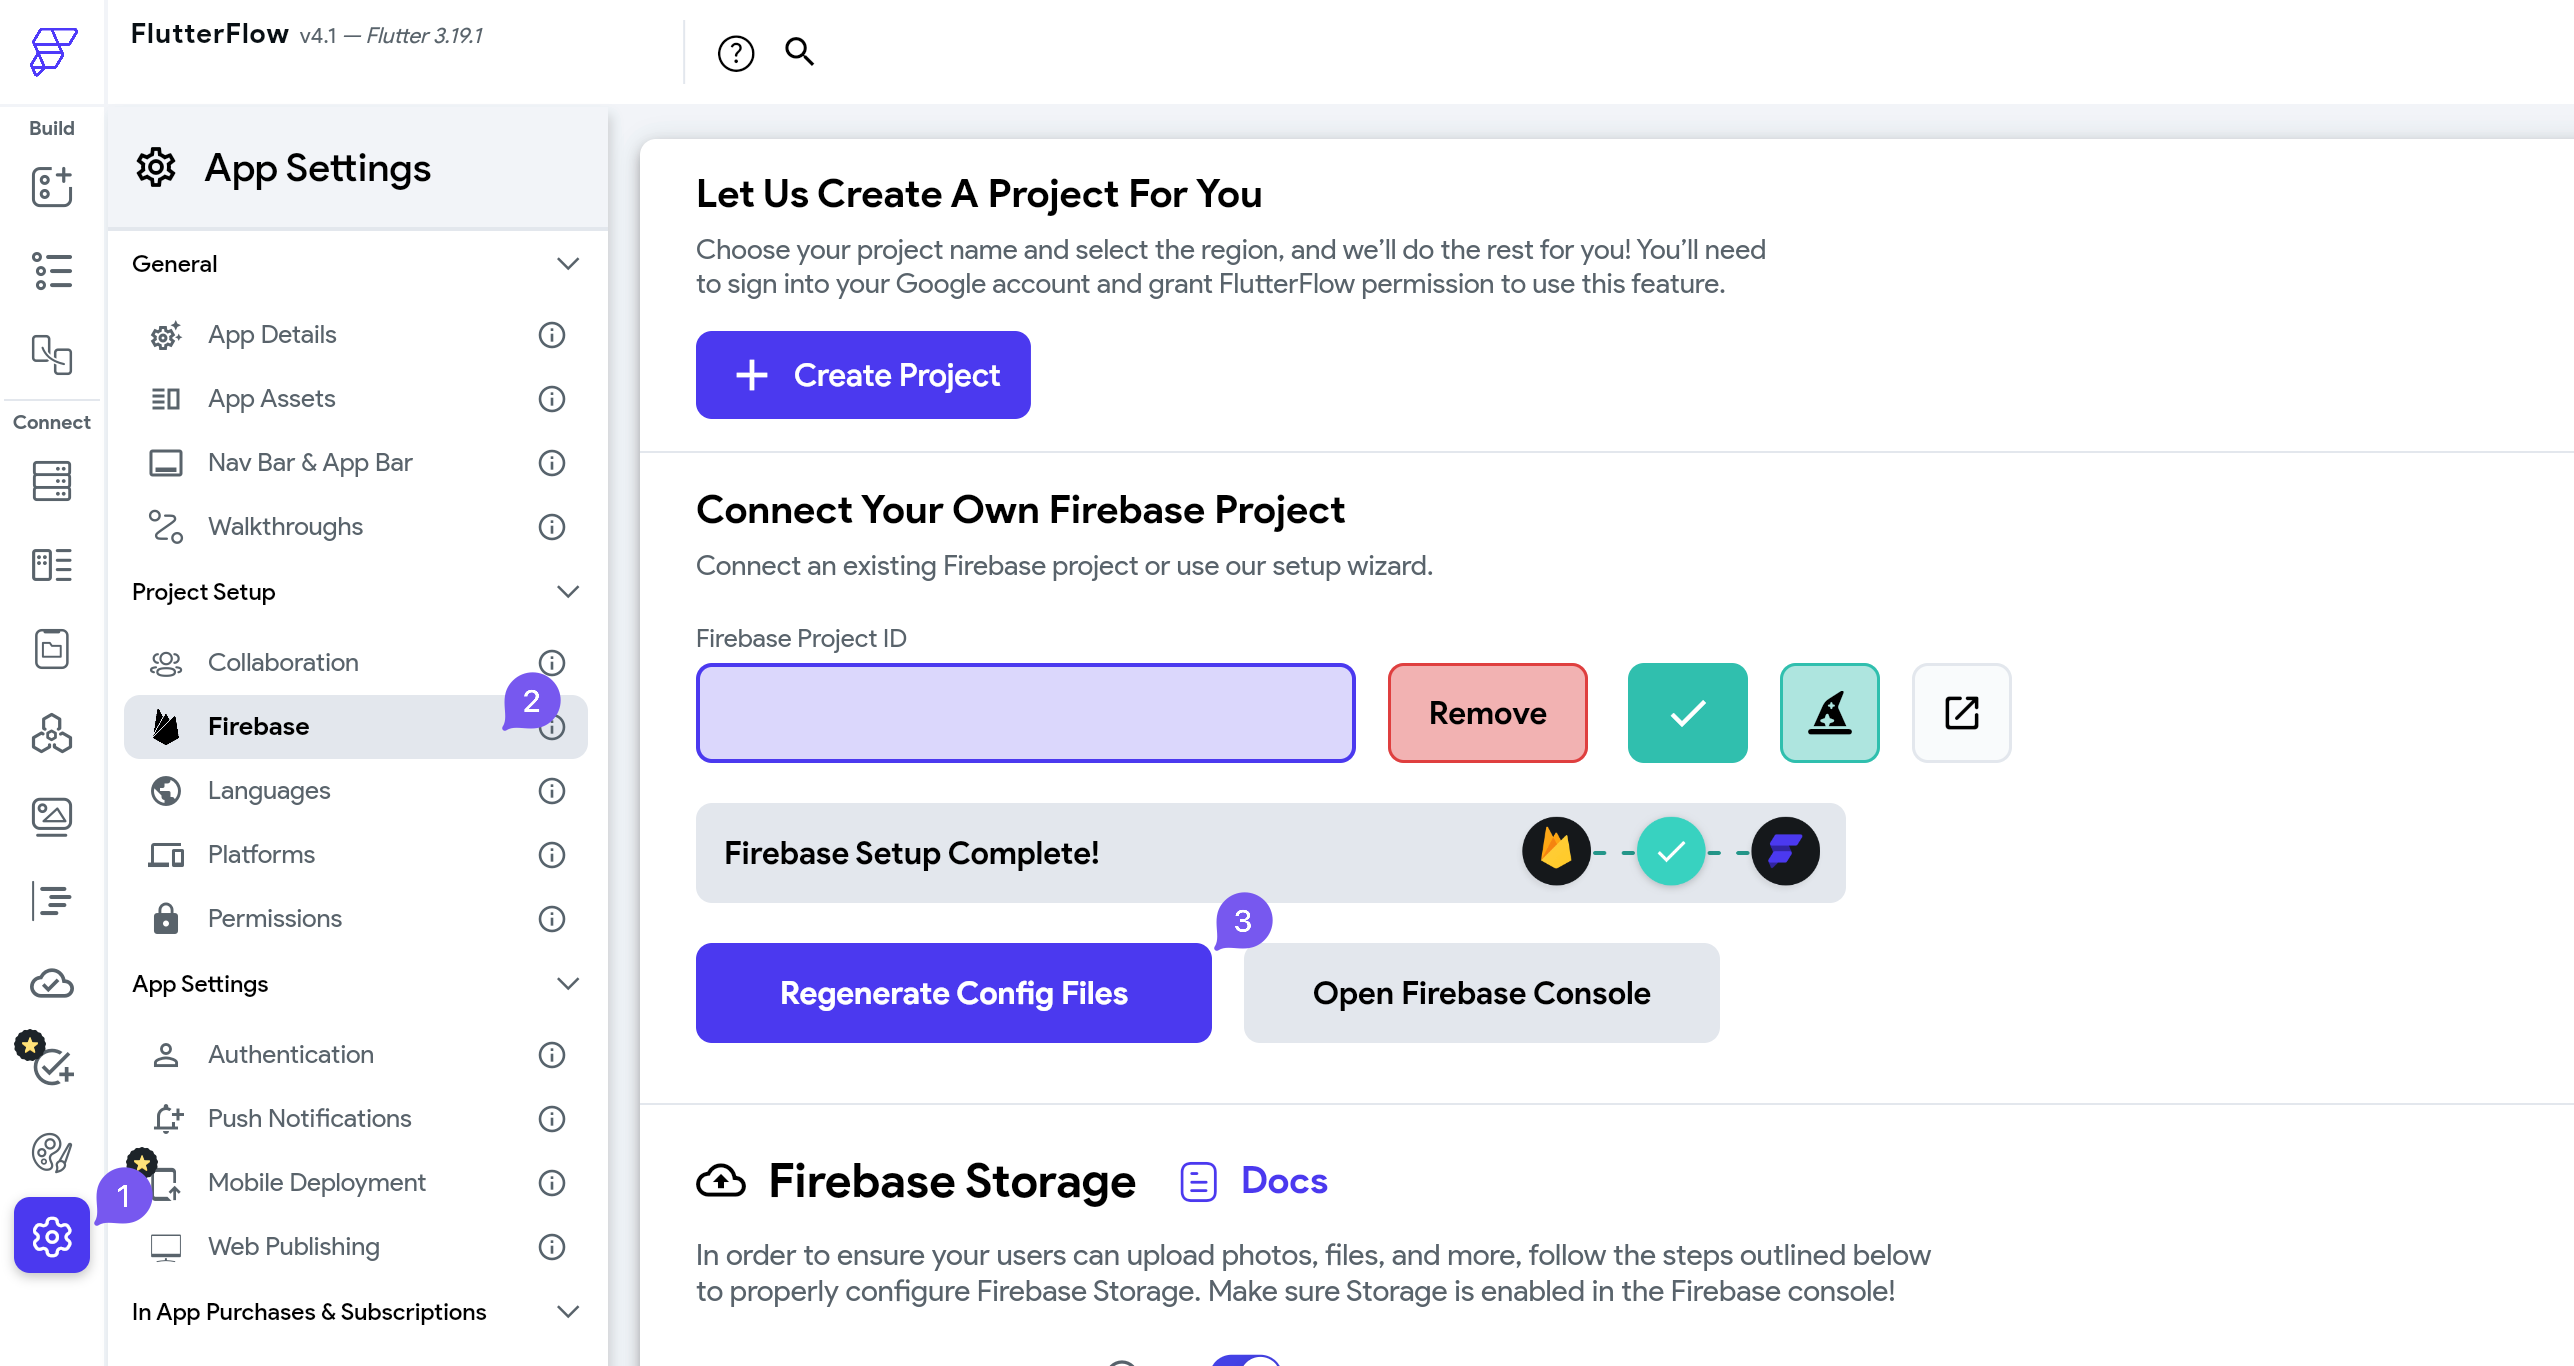 FlutterFlow v4.1 — Flutter 3.19.1
Build
Connect
App Settings
General
App Details
App Assets
Nav Bar & App Bar
Walkthroughs
Project Setup
Collaboration
2
Firebase
Languages
Platforms
Permissions
App Settings
Authentication
Push Notifications
Mobile Deployment
1
Web Publishing
In App Purchases & Subscriptions
Let Us Create A Project For You
Choose your project name and select the region, and we’ll do the rest for you! You’ll need
to sign into your Google account and grant FlutterFlow permission to use this feature.
Create Project
Connect Your Own Firebase Project
Connect an existing Firebase project or use our setup wizard.
Firebase Project ID
Remove
Firebase Setup Complete!
3
Regenerate Config Files
Open Firebase Console
Firebase Storage Docs
In order to ensure your users can upload photos, files, and more, follow the steps outlined below
to properly configure Firebase Storage. Make sure Storage is enabled in the Firebase console!